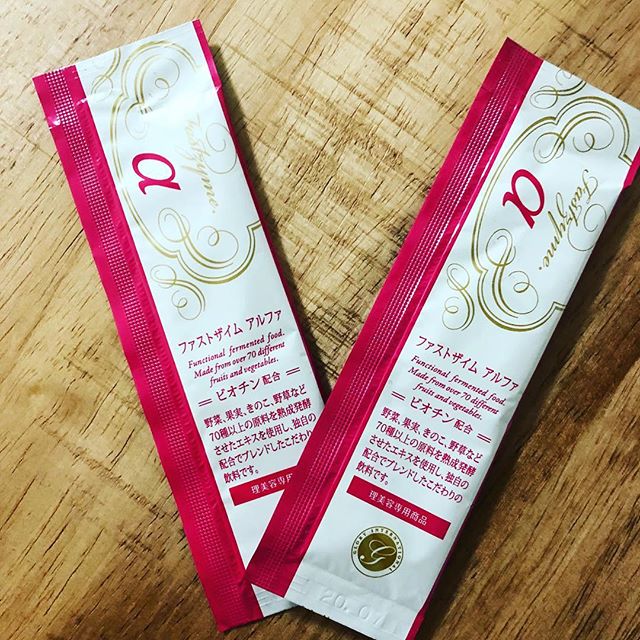 Fastzyme.
α
ファストザイム アルファ
Functional fermented food.
Made from over 70 different
fruits and vegetables.
ビオチン配合
野菜、果実、きのこ、野草など
70種以上の原料を熟成発酵
させたエキスを使用し、独自の
配合でブレンドしたこだわりの
飲料です。
理美容専用
Fastzyme.
α
ファストザイム アルファ
Functional fermented food.
Made from over 70 different
fruits and vegetables.
ビオチン配合
野菜、果実、きのこ、野草など
70種以上の原料を熟成発酵
させたエキスを使用し、独自の
配合でブレンドしたこだわりの
飲料です。
理美容専用商品
G
20.07